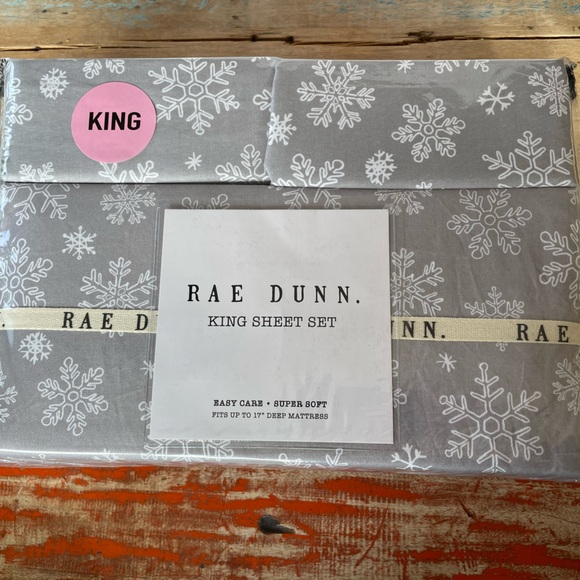 KING
RAE DUNN.
KING SHEET SET
. RAE D UNN. RAE
EASY CARE • SUPER SOFT
FITS UP TO 17" DEEP MATTRESS